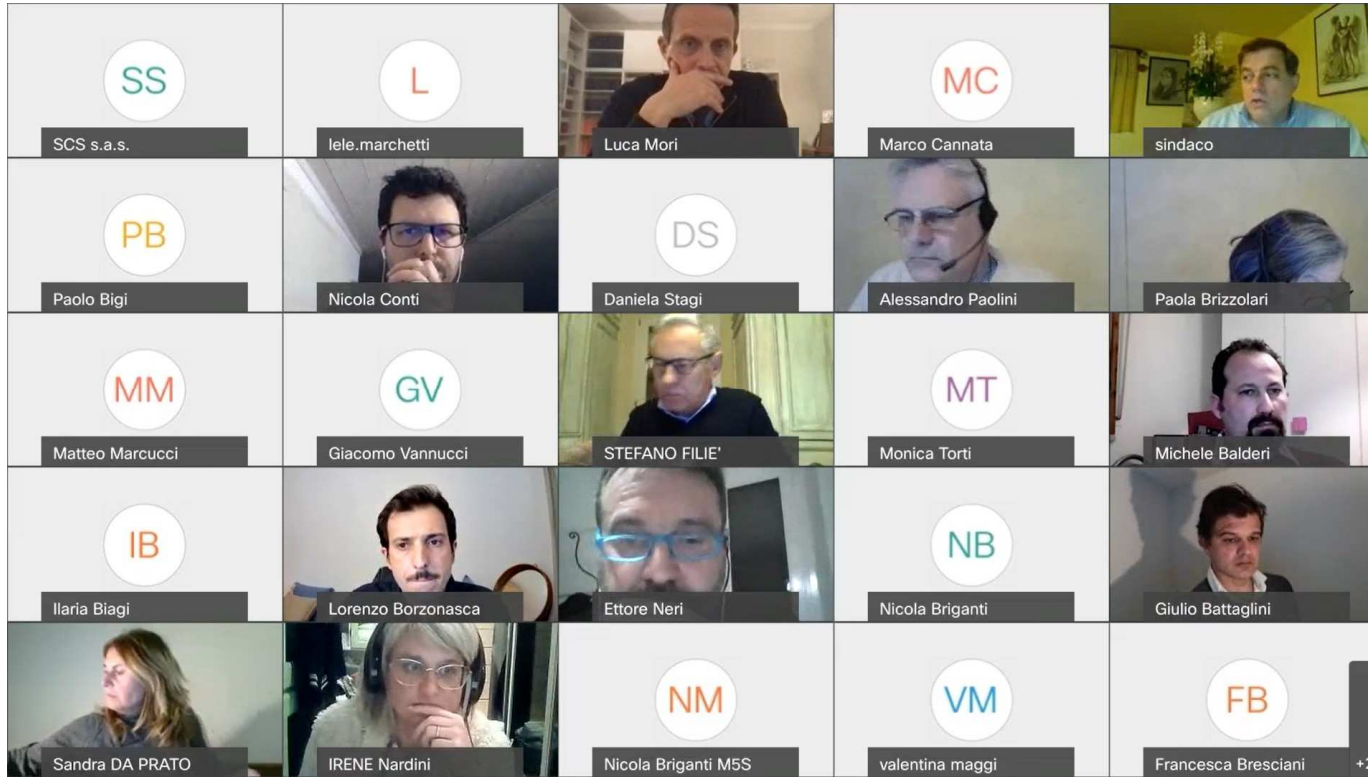 SS
SCS s.a.s.
L
lele.marchetti
Luca Mori
MC
Marco Cannata
sindaco
PB
Paolo Bigi
Nicola Conti
DS
Daniela Stagi
Alessandro Paolini
Paola Brizzolari
MM
Matteo Marcucci
GV
Giacomo Vannucci
STEFANO FILIE'
MT
Monica Torti
Michele Balderi
IB
Ilaria Biagi
Lorenzo Borzonasca
Ettore Neri
NB
Nicola Briganti
Giulio Battaglini
Sandra DA PRATO
IRENE Nardini
NM
Nicola Briganti M5S
VM
valentina maggi
FB
Francesca Bresciani